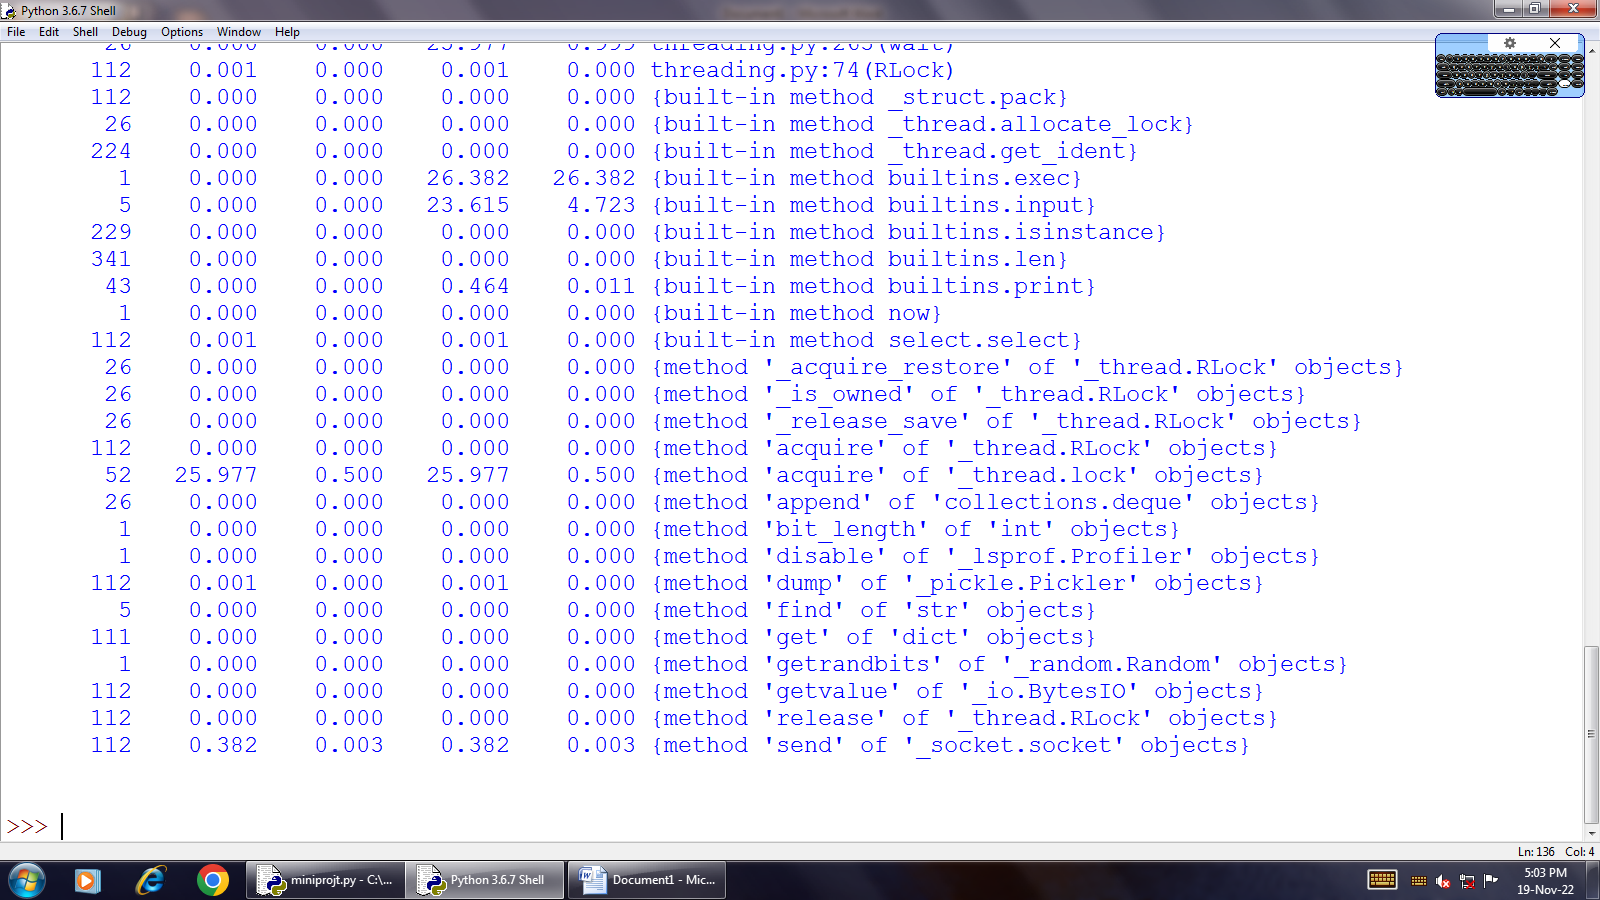 Python 3.6.7 Shell
File Edit Shell Debug Options Window Help
26 0.000 0.000 25.977 0.999 threading.py:263(wait)
112 0.001 0.000 0.001 0.000 threading.py:74(RLock)
112 0.000 0.000 0.000 0.000 {built-in method _struct.pack}
26 0.000 0.000 0.000 0.000 {built-in method _thread.allocate_lock}
224 0.000 0.000 0.000 0.000 {built-in method _thread.get_ident}
1 0.000 0.000 26.382 26.382 {built-in method builtins.exec}
5 0.000 0.000 23.615 4.723 {built-in method builtins.input}
229 0.000 0.000 0.000 0.000 {built-in method builtins.isinstance}
341 0.000 0.000 0.000 0.000 {built-in method builtins.len}
43 0.000 0.000 0.464 0.011 {built-in method builtins.print}
1 0.000 0.000 0.000 0.000 {built-in method now}
112 0.001 0.000 0.001 0.000 {built-in method select.select}
26 0.000 0.000 0.000 0.000 {method '_acquire_restore' of '_thread.RLock' objects}
26 0.000 0.000 0.000 0.000 {method '_is_owned' of '_thread.RLock' objects}
26 0.000 0.000 0.000 0.000 {method '_release_save' of '_thread.RLock' objects}
112 0.000 0.000 0.000 0.000 {method 'acquire' of '_thread.RLock' objects}
52 25.977 0.500 25.977 0.500 {method 'acquire' of '_thread.lock' objects}
26 0.000 0.000 0.000 0.000 {method 'append' of 'collections.deque' objects}
1 0.000 0.000 0.000 0.000 {method 'bit_length' of 'int' objects}
1 0.000 0.000 0.000 0.000 {method 'disable' of '_lsprof.Profiler' objects}
112 0.001 0.000 0.001 0.000 {method 'dump' of '_pickle.Pickler' objects}
5 0.000 0.000 0.000 0.000 {method 'find' of 'str' objects}
111 0.000 0.000 0.000 0.000 {method 'get' of 'dict' objects}
1 0.000 0.000 0.000 0.000 {method 'getrandbits' of '_random.Random' objects}
112 0.000 0.000 0.000 0.000 {method 'getvalue' of '_io.BytesIO' objects}
112 0.000 0.000 0.000 0.000 {method 'release' of '_thread.RLock' objects}
112 0.382 0.003 0.382 0.003 {method 'send' of '_socket.socket' objects}
>>>
Ln: 136 Col: 4
miniprojt.py - C:\... Python 3.6.7 Shell Document1 - Mic... 5:03 PM
19-Nov-22